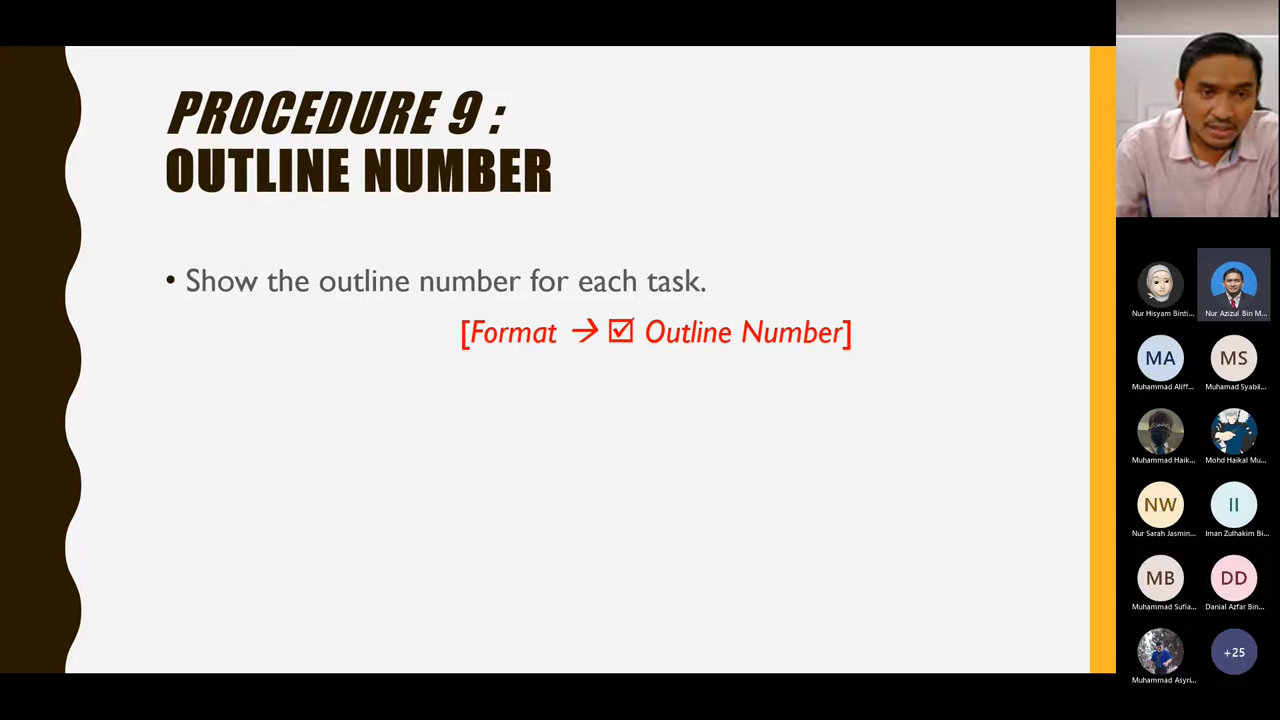 PROCEDURE 9 :
OUTLINE NUMBER
• Show the outline number for each task.
[Format → ☑ Outline Number]
Nur Hisyam Binti...
Nur Azizul Bin M...
MA
MS
Muhammad Aliff...
Muhamad Syabil...
Muhammad Haik...
Mohd Haikal Mu...
NW
II
Nur Sarah Jasmin...
Iman Zulhakim Bi...
MB
DD
Muhammad Sufia...
Danial Azfar Bin...
+25
Muhammad Asyri...